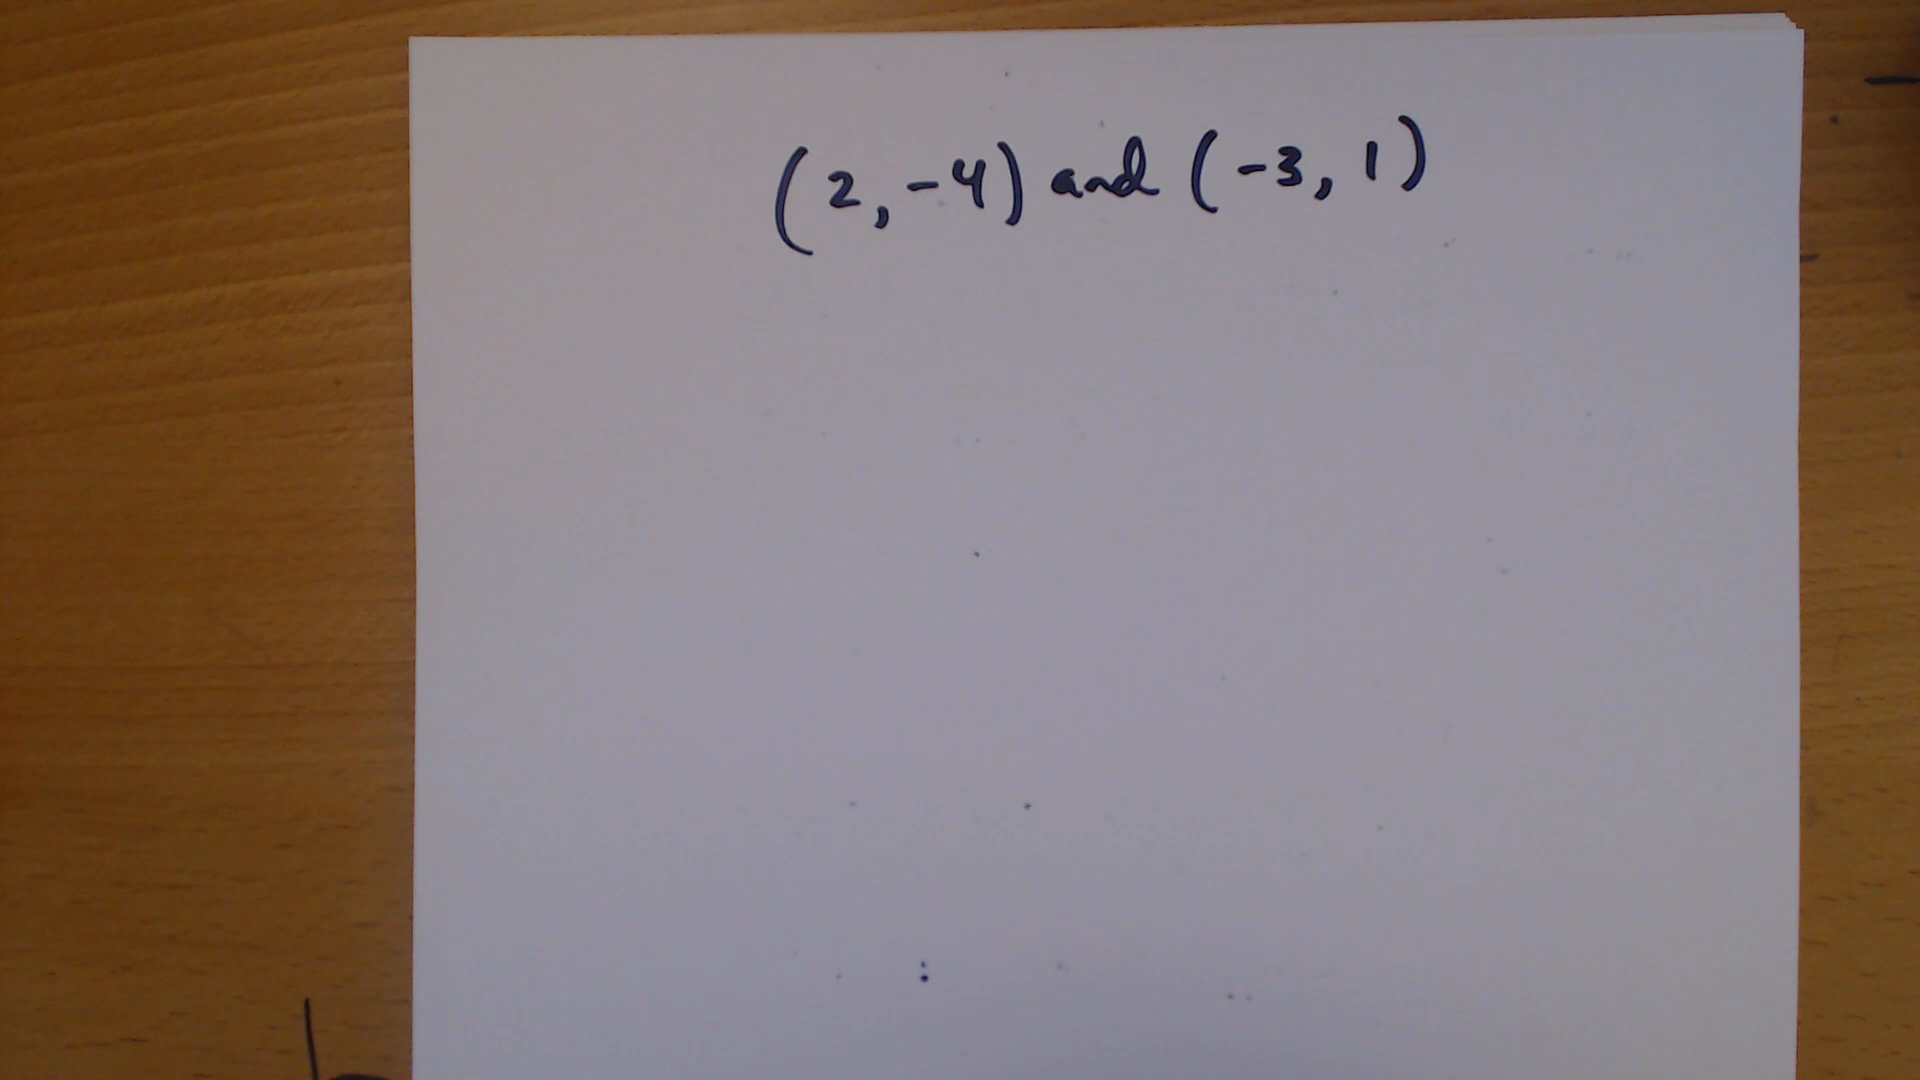 (2, -4) and (-3, 1)